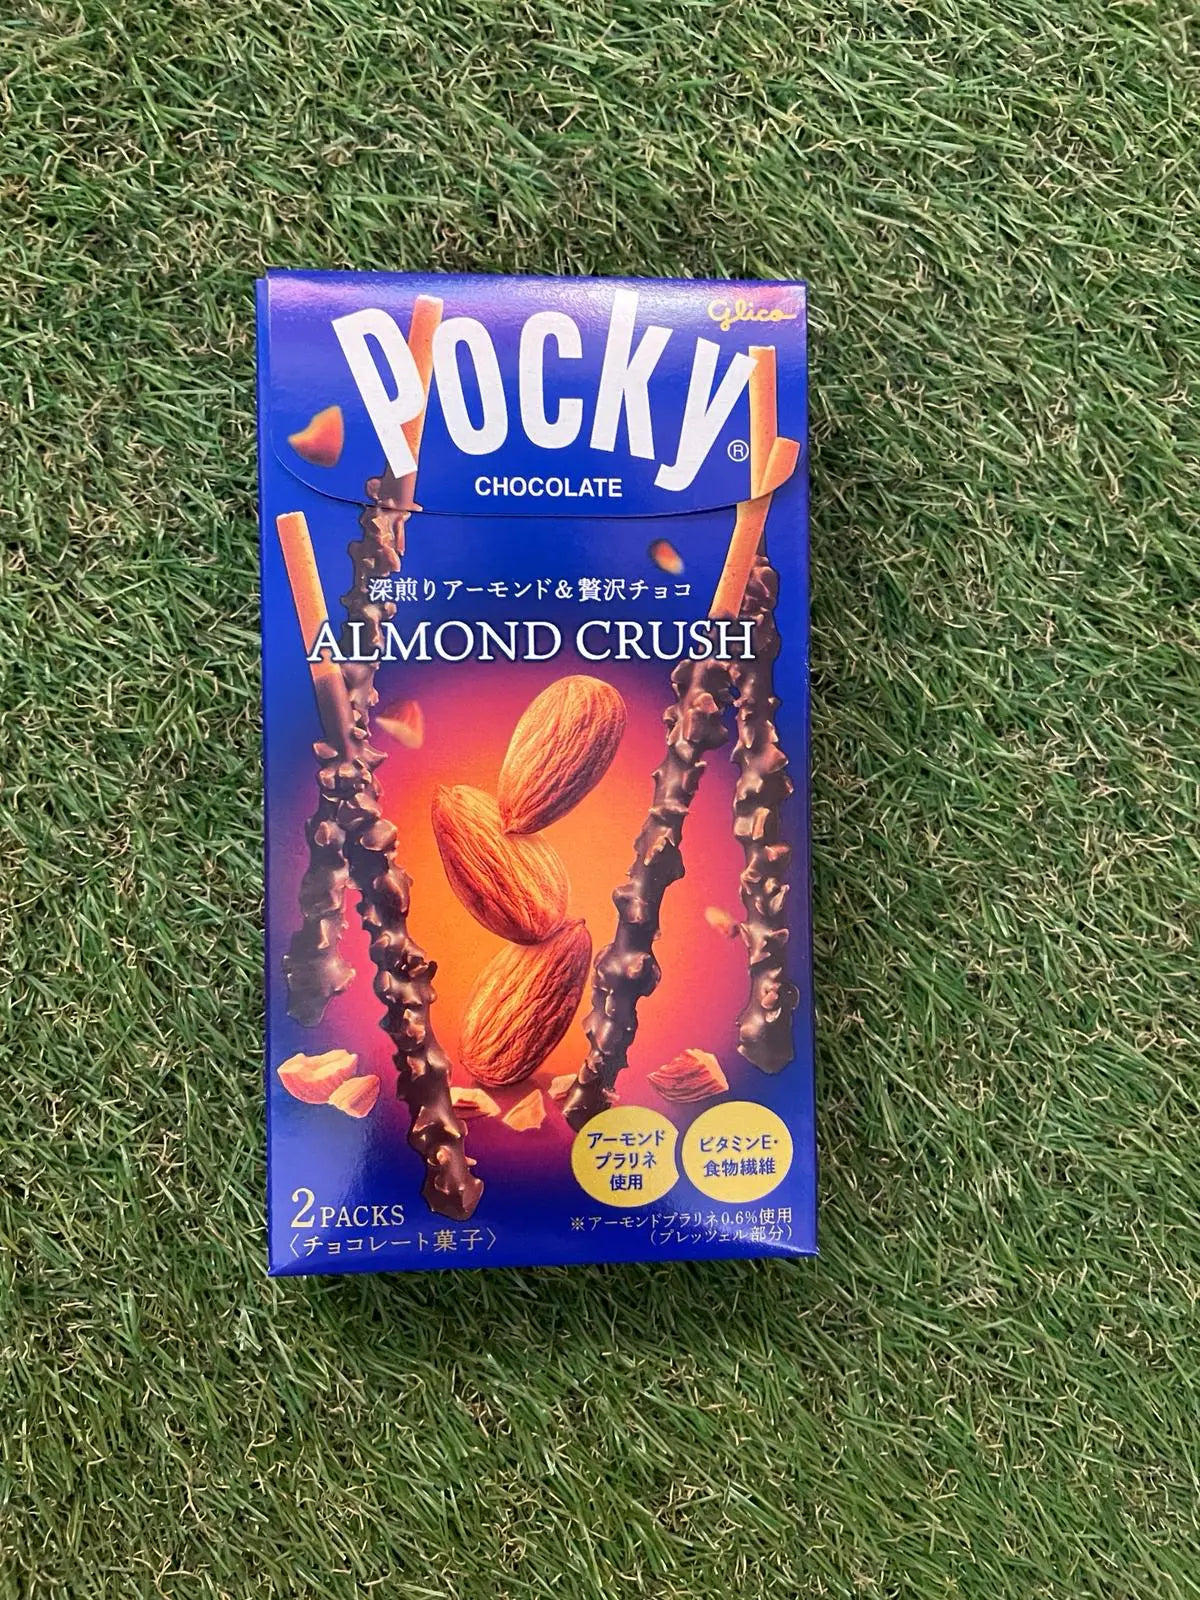 Glico
POCKY®
CHOCOLATE
深煎りアーモンド&贅沢チョコ
ALMOND CRUSH
アーモンド
プラリネ
使用
ビタミンE・
食物繊維
2 PACKS
〈チョコレート菓子〉
※アーモンドプラリネ0.6%使用
(プレッツェル部分)